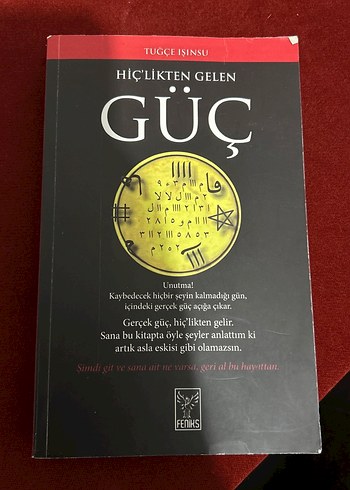 TUĞÇE IŞINSU
HİÇ'LİKTEN GELEN
GÜÇ
Unutma!
Kaybedecek hiçbir şeyin kalmadığı gün,
içindeki gerçek güç açığa çıkar.
Gerçek güç, hiç'likten gelir.
Sana bu kitapta öyle şeyler anlattım ki
artık asla eskisi gibi olamazsın.
Şimdi git ve sana ait ne varsa, geri al bu hayattan.
FENİKS